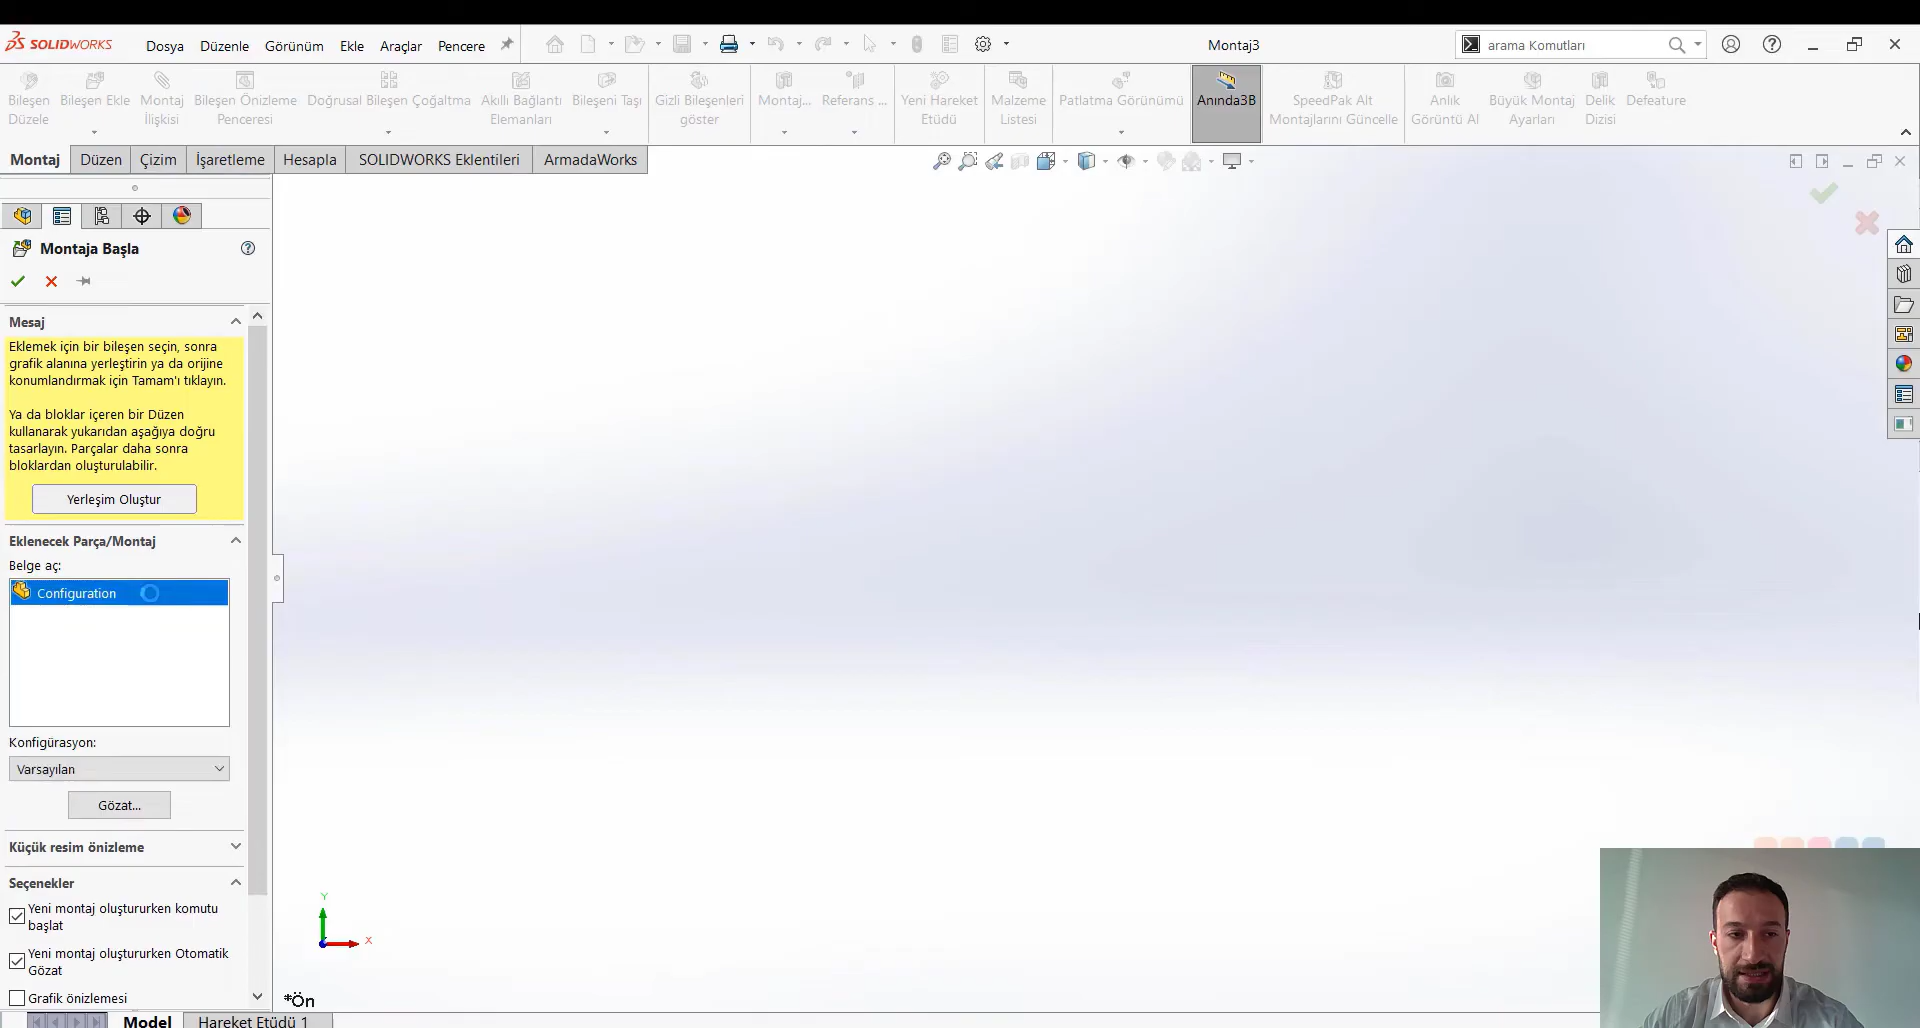 SOLIDWORKS
Dosya Düzenle Görünüm Ekle Araçlar Pencere
Montaj3
arama Komutları
Bileşen Düzele
Bileşen Ekle
Montaj İlişkisi
Bileşen Önizleme Penceresi
Doğrusal Bileşen Çoğaltma
Akıllı Bağlantı Elemanları
Bileşeni Taşı
Gizli Bileşenleri göster
Montaj...
Referans ...
Yeni Hareket Etüdü
Malzeme Listesi
Patlatma Görünümü
Anında3B
SpeedPak Alt Montajlarını Güncelle
Anlık Görüntü Al
Büyük Montaj Ayarları
Delik Dizisi
Defeature
Montaj Düzen Çizim İşaretleme Hesapla SOLIDWORKS Eklentileri ArmadaWorks
Montaja Başla
Mesaj
Eklemek için bir bileşen seçin, sonra
grafik alanına yerleştirin ya da orijine
konumlandırmak için Tamam'ı tıklayın.
Ya da bloklar içeren bir Düzen
kullanarak yukarıdan aşağıya doğru
tasarlayın. Parçalar daha sonra
bloklardan oluşturulabilir.
Yerleşim Oluştur
Eklenecek Parça/Montaj
Belge aç:
Configuration
Konfigürasyon:
Varsayılan
Gözat...
Küçük resim önizleme
Seçenekler
Yeni montaj oluştururken komutu
başlat
Yeni montaj oluştururken Otomatik
Gözat
Grafik önizlemesi
Y
X
*Ön
Model Hareket Etüdü 1